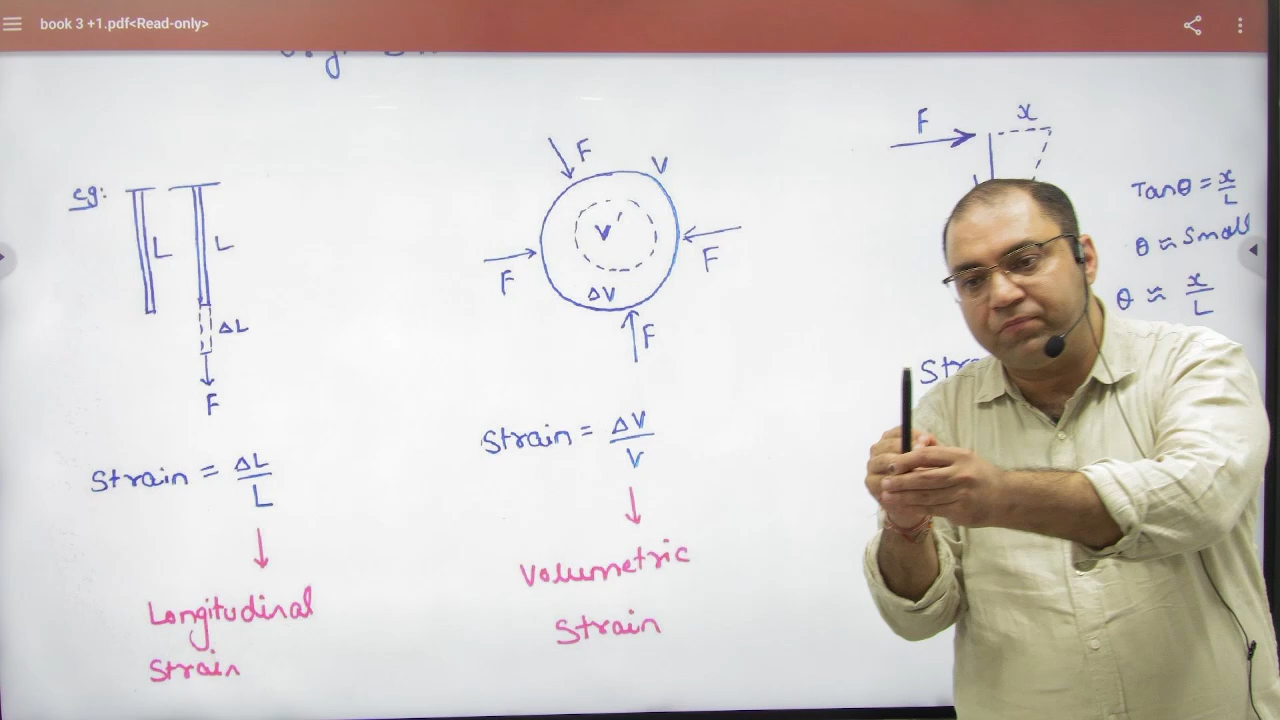 book 3 +1.pdf<Read-only>
eg:
L
L
ΔL
F
Strain = ΔL/L
Longitudinal
Strain
F
V
V′
F
F
ΔV
F
Strain = ΔV/V
Volumetric
Strain
F
x
Tanθ = x/L
θ ≈ Small
θ ≈ x/L